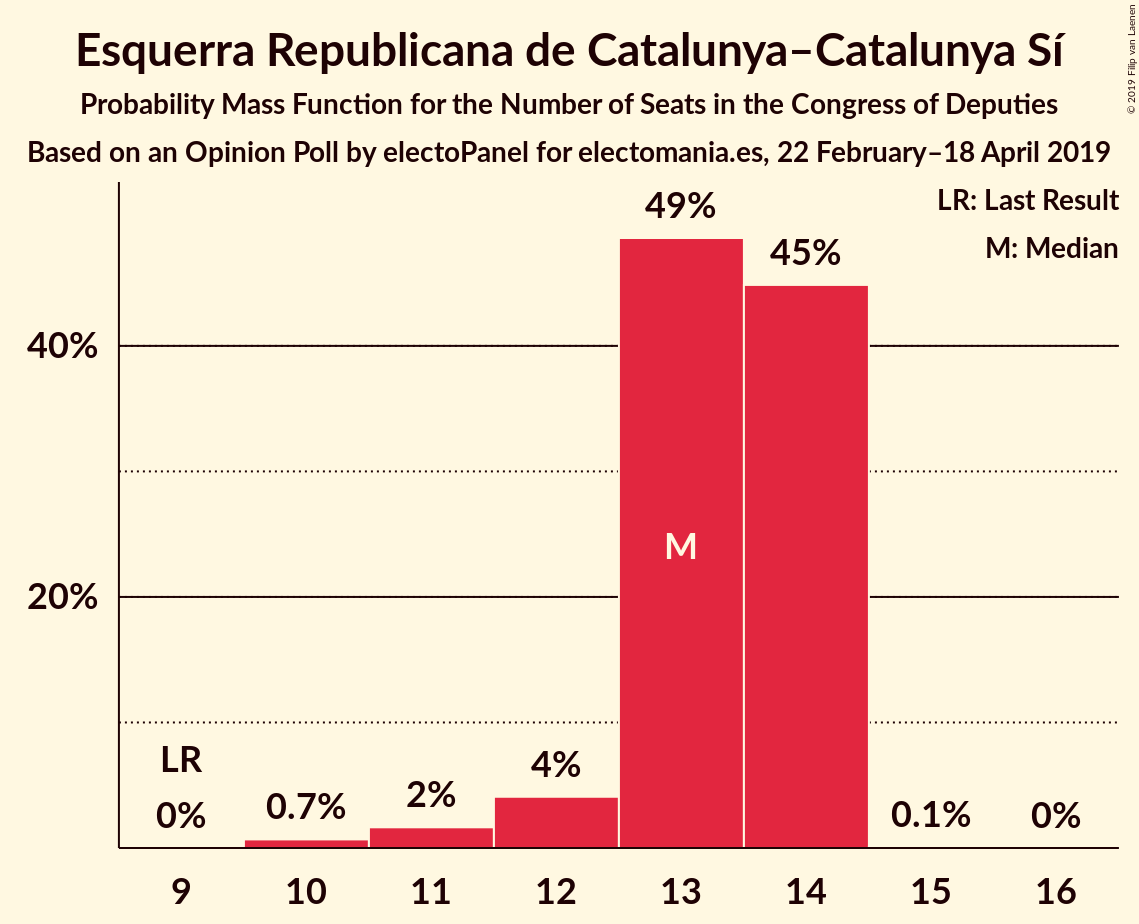 Esquerra Republicana de Catalunya–Catalunya Sí
Probability Mass Function for the Number of Seats in the Congress of Deputies
Based on an Opinion Poll by electoPanel for electomania.es, 22 February–18 April 2019
© 2019 Filip van Laenen
LR: Last Result
M: Median
49%
45%
40%
M
20%
LR
0%
0.7%
2%
4%
0.1%
0%
9 10 11 12 13 14 15 16